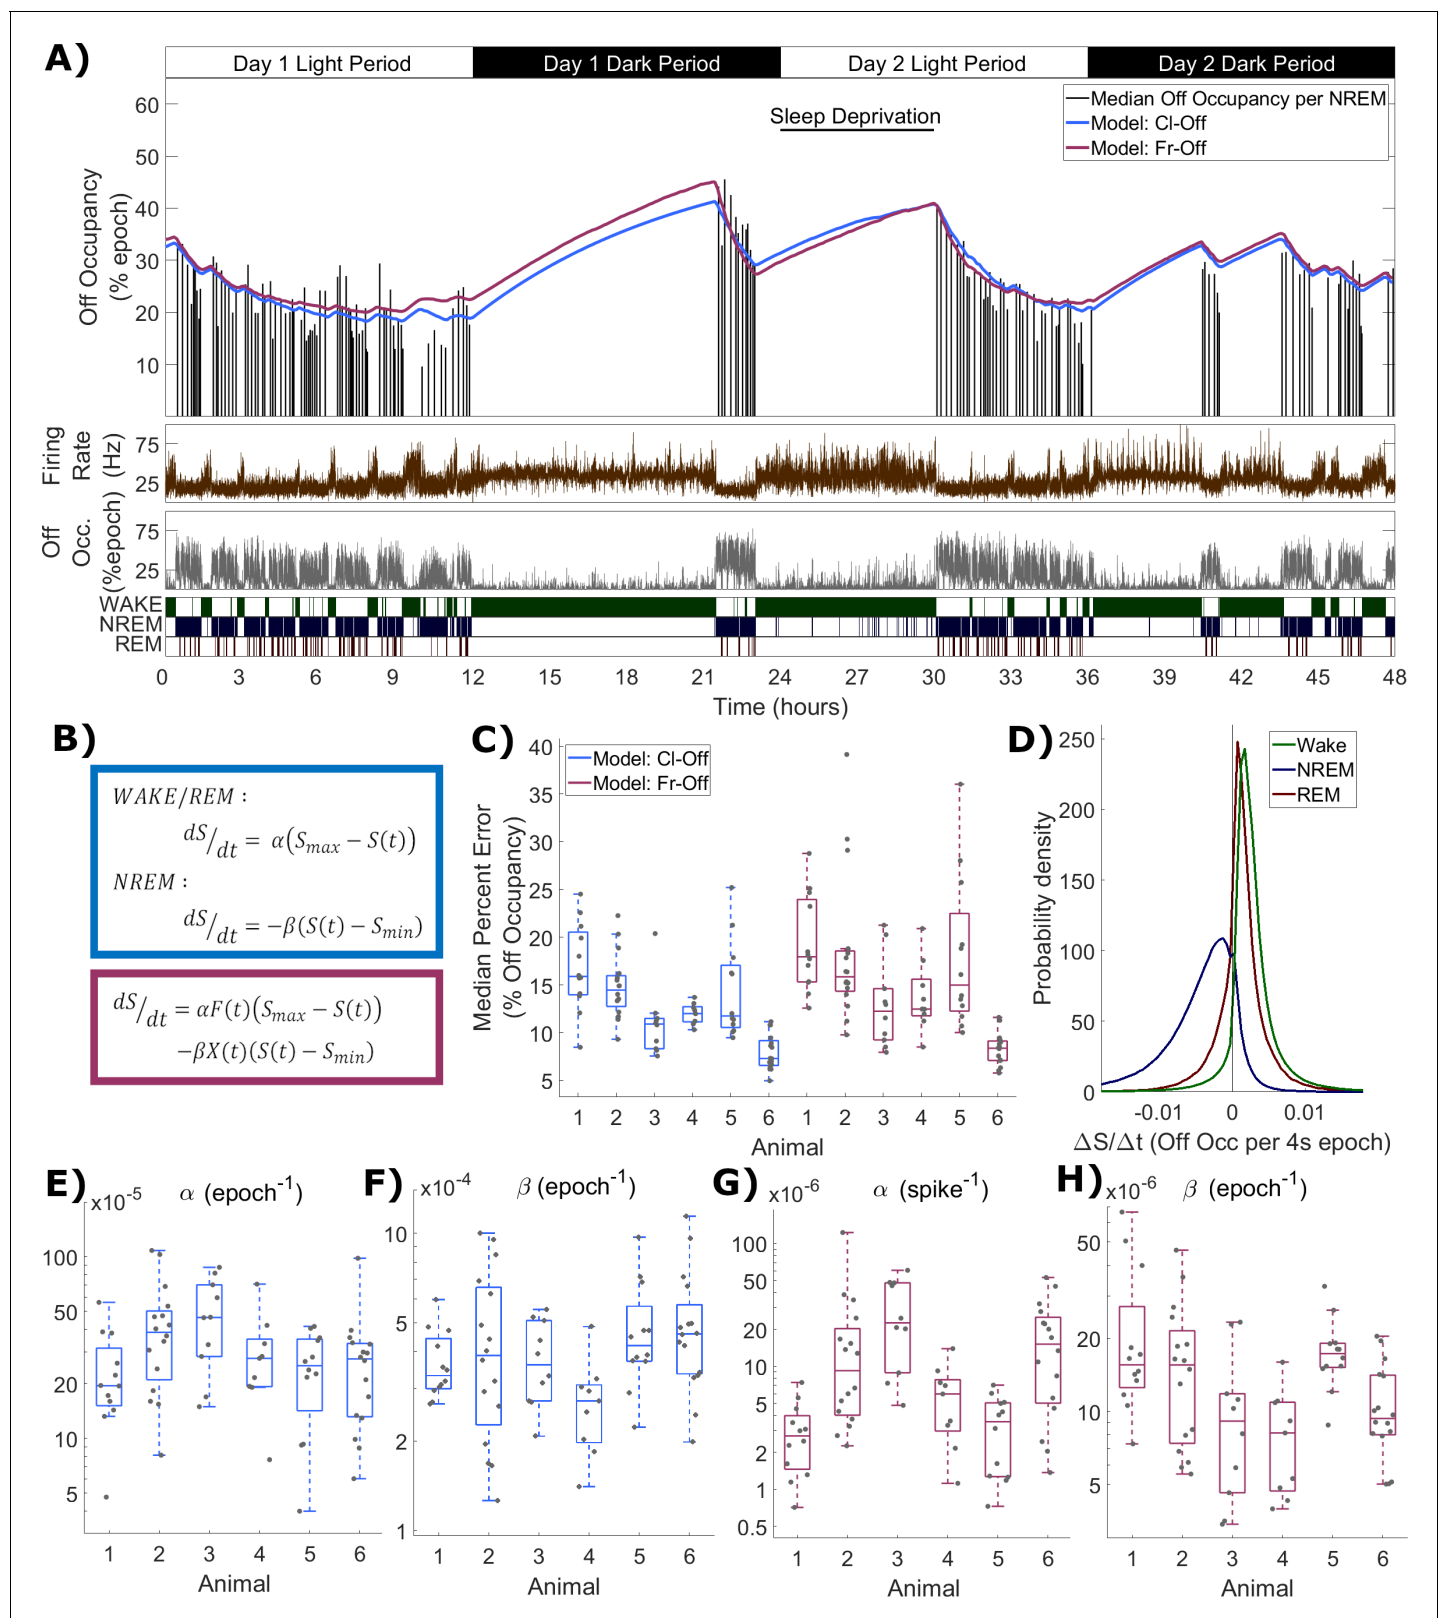 A)
Day 1 Light Period
Day 1 Dark Period
Day 2 Light Period
Day 2 Dark Period
Off Occupancy
(% epoch)
60
50
40
30
20
10
Sleep Deprivation
Median Off Occupancy per NREM
Model: Cl-Off
Model: Fr-Off
Firing
Rate
(Hz)
75
25
Off
Occ.
(%epoch)
75
25
WAKE
NREM
REM
0 3 6 9 12 15 18 21 24 27 30 33 36 39 42 45 48
Time (hours)
B)
WAKE/REM :
dS/dt = α(Smax − S(t))
NREM :
dS/dt = −β(S(t) − Smin)
dS/dt = αF(t)(Smax − S(t))
−βX(t)(S(t) − Smin)
C)
Median Percent Error
(% Off Occupancy)
40
35
30
25
20
15
10
5
Model: Cl-Off
Model: Fr-Off
1 2 3 4 5 6 1 2 3 4 5 6
Animal
D)
Probability density
250
200
150
100
50
0
Wake
NREM
REM
-0.01 0 0.01
ΔS/Δt (Off Occ per 4s epoch)
E)
x10-5
α (epoch-1)
100
50
20
10
5
1 2 3 4 5 6
Animal
F)
x10-4
β (epoch-1)
10
5
2
1
1 2 3 4 5 6
Animal
G)
x10-6
α (spike-1)
100
50
20
10
5
2
1
0.5
1 2 3 4 5 6
Animal
H)
x10-6
β (epoch-1)
50
20
10
5
1 2 3 4 5 6
Animal